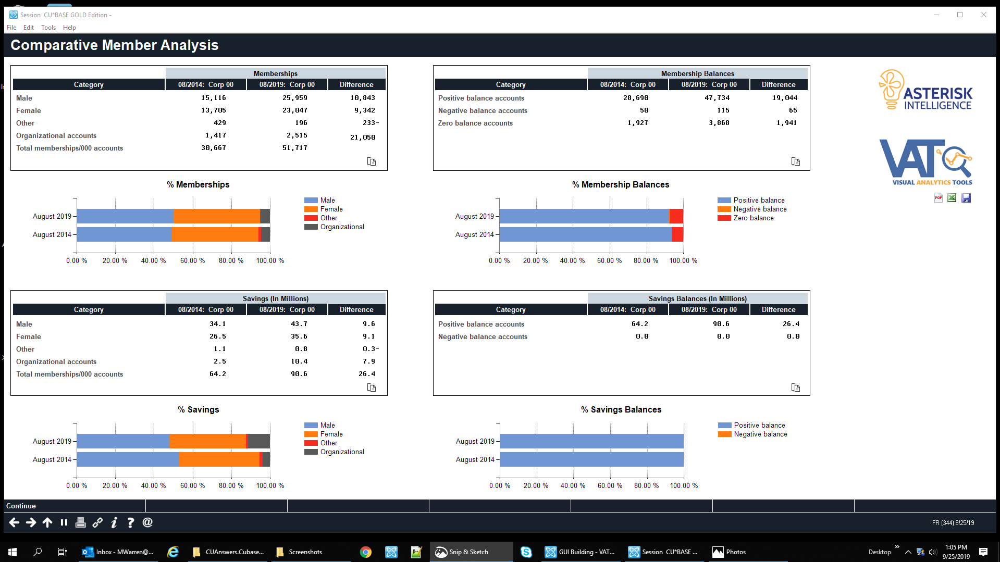 Session CU*BASE GOLD Edition -
File Edit Tools Help
Comparative Member Analysis
Memberships
Category 08/2014: Corp 00 08/2019: Corp 00 Difference
Male 15,116 25,959 10,843
Female 13,705 23,047 9,342
Other 429 196 233-
Organizational accounts 1,417 2,515 21,050
Total memberships/000 accounts 30,667 51,717
Membership Balances
Category 08/2014: Corp 00 08/2019: Corp 00 Difference
Positive balance accounts 28,690 47,734 19,044
Negative balance accounts 50 115 65
Zero balance accounts 1,927 3,868 1,941
ASTERISK
INTELLIGENCE
VAT
VISUAL ANALYTICS TOOLS
PDF
% Memberships
August 2019
August 2014
0.00 % 20.00 % 40.00 % 60.00 % 80.00 % 100.00 %
Male
Female
Other
Organizational
% Membership Balances
August 2019
August 2014
0.00 % 20.00 % 40.00 % 60.00 % 80.00 % 100.00 %
Positive balance
Negative balance
Zero balance
Savings (In Millions)
Category 08/2014: Corp 00 08/2019: Corp 00 Difference
Male 34.1 43.7 9.6
Female 26.5 35.6 9.1
Other 1.1 0.8 0.3-
Organizational accounts 2.5 10.4 7.9
Total memberships/000 accounts 64.2 90.6 26.4
Savings Balances (In Millions)
Category 08/2014: Corp 00 08/2019: Corp 00 Difference
Positive balance accounts 64.2 90.6 26.4
Negative balance accounts 0.0 0.0 0.0
% Savings
August 2019
August 2014
0.00 % 20.00 % 40.00 % 60.00 % 80.00 % 100.00 %
Male
Female
Other
Organizational
% Savings Balances
August 2019
August 2014
0.00 % 20.00 % 40.00 % 60.00 % 80.00 % 100.00 %
Positive balance
Negative balance
Continue
FR (344) 9/25/19
Inbox - MWarren@... CUAnswers.Cubase... Screenshots Snip & Sketch GUI Building - VAT... Session CU*BASE ... Photos Desktop
1:05 PM
9/25/2019